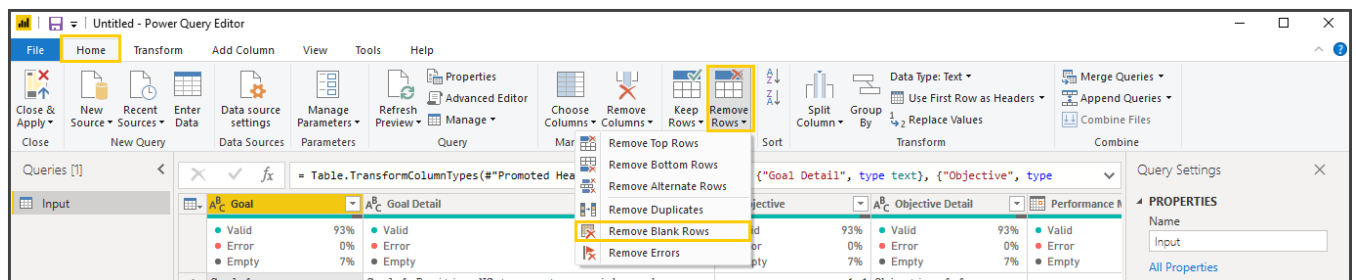 Untitled - Power Query Editor
File Home Transform Add Column View Tools Help
Close & Apply
New Source
Recent Sources
Enter Data
Data source settings
Manage Parameters
Refresh Preview
Properties
Advanced Editor
Manage
Choose Columns
Remove Columns
Keep Rows
Remove Rows
Split Column
Group By
Data Type: Text
Use First Row as Headers
Replace Values
Merge Queries
Append Queries
Combine Files
Close New Query Data Sources Parameters Query Sort Transform Combine
Remove Top Rows
Remove Bottom Rows
Remove Alternate Rows
Remove Duplicates
Remove Blank Rows
Remove Errors
Queries [1]
Input
fx = Table.TransformColumnTypes(#"Promoted {"Goal Detail", type text}, {"Objective", type
Goal Goal Detail Objective Detail Performance
Valid 93% Valid 93% Valid 93% Valid
Error 0% Error 0% Error 0% Error
Empty 7% Empty 7% Empty 7% Empty
Query Settings
PROPERTIES
Name
Input
All Properties